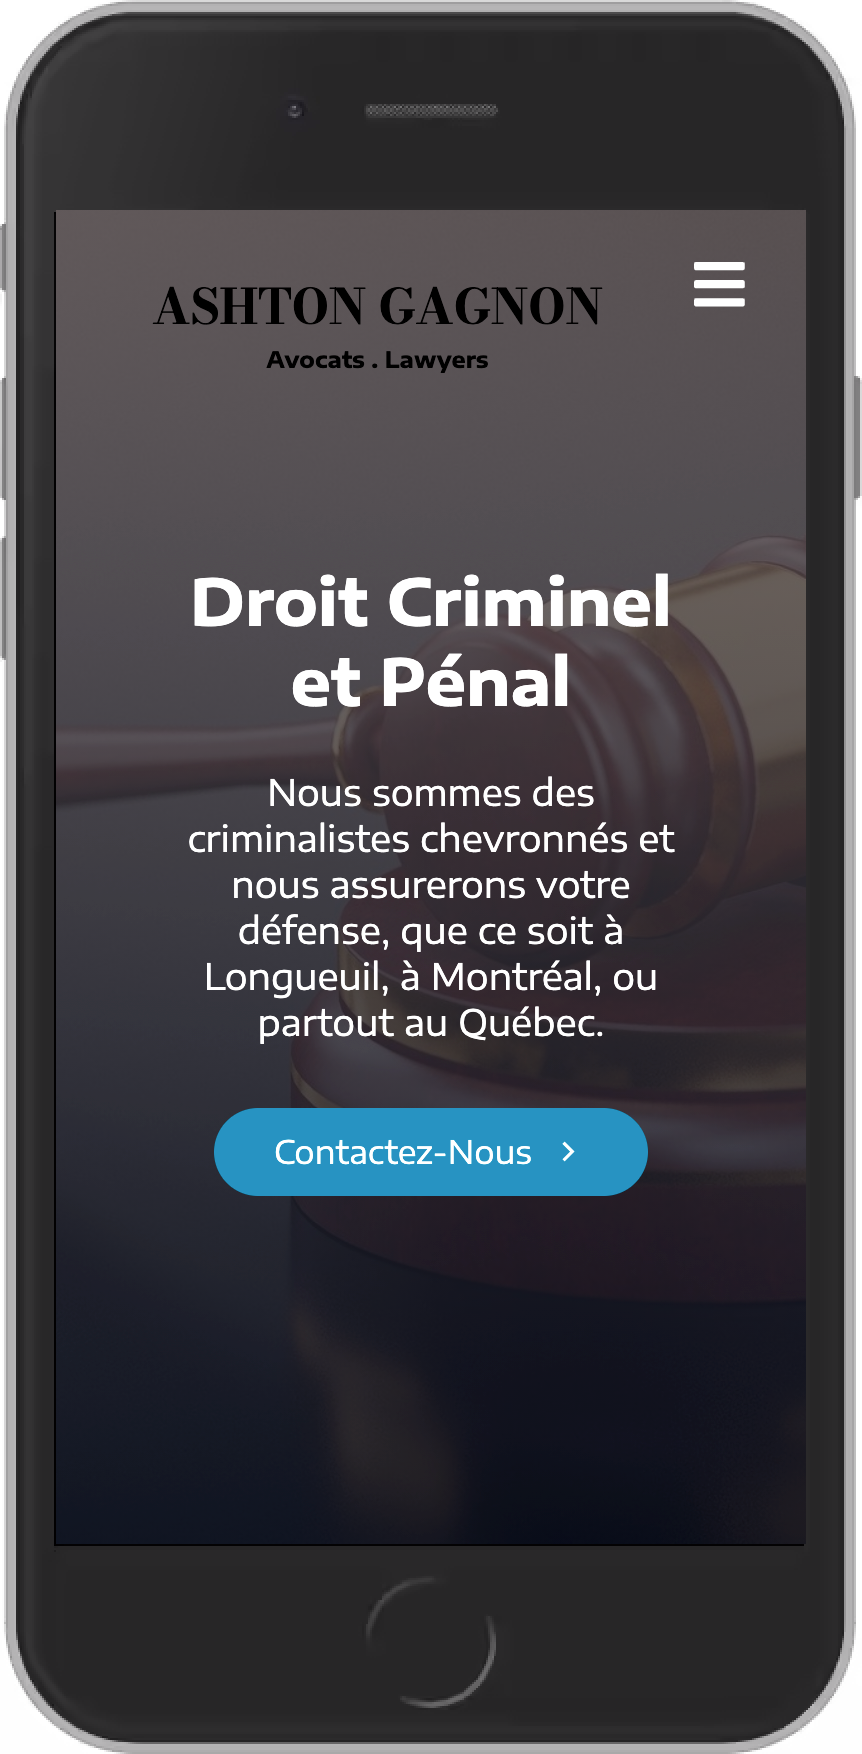 ASHTON GAGNON
Avocats . Lawyers
Droit Criminel
et Pénal
Nous sommes des
criminalistes chevronnés et
nous assurerons votre
défense, que ce soit à
Longueuil, à Montréal, ou
partout au Québec.
Contactez-Nous